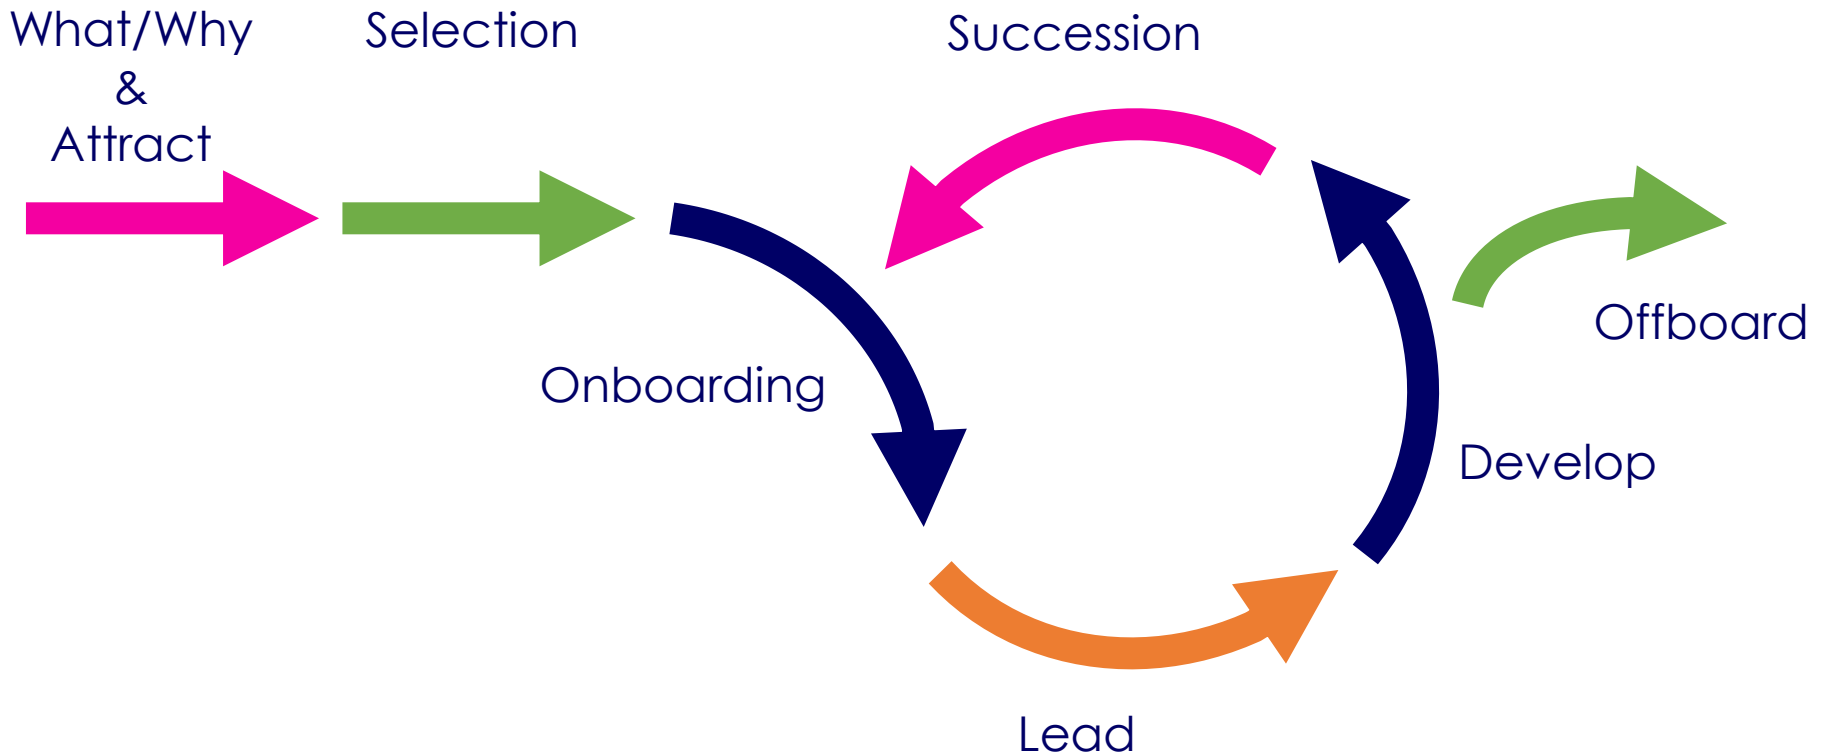 What/Why
&
Attract
Selection
Succession
Onboarding
Offboard
Develop
Lead